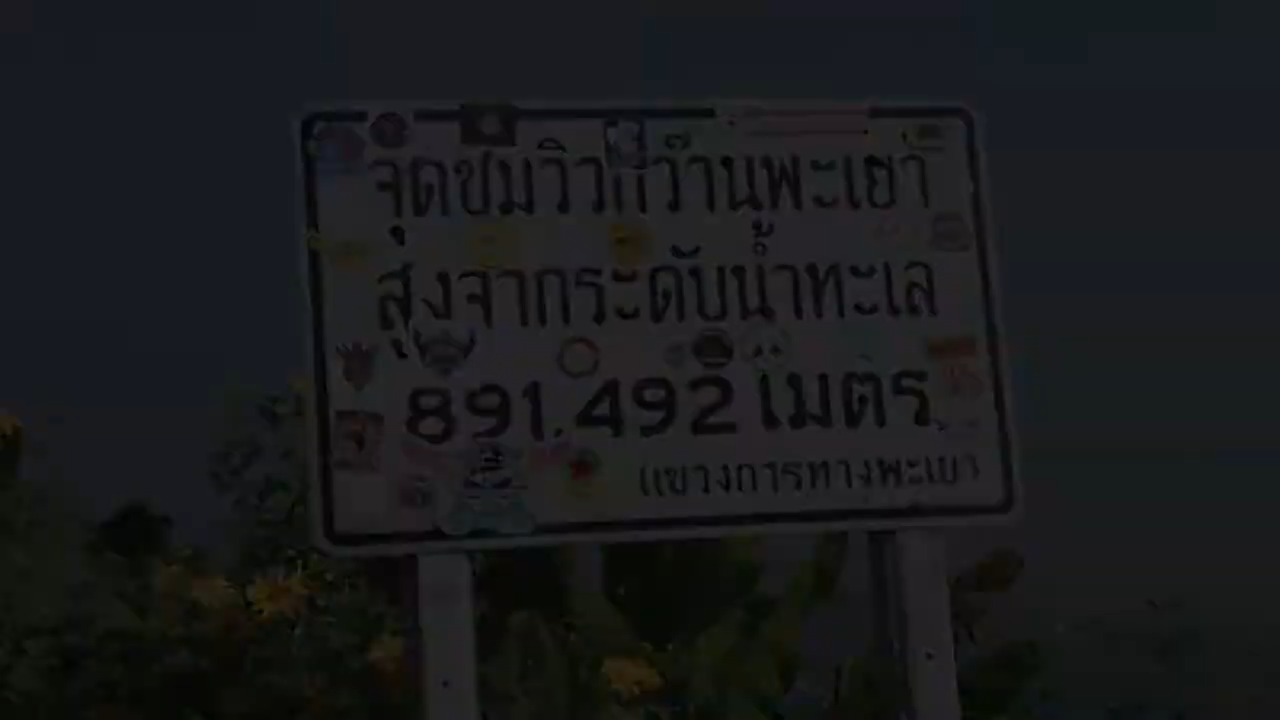 จุดชมวิวกว๊านพะเยา
สูงจากระดับน้ำทะเล
891.492 เมตร
แขวงการทางพะเยา